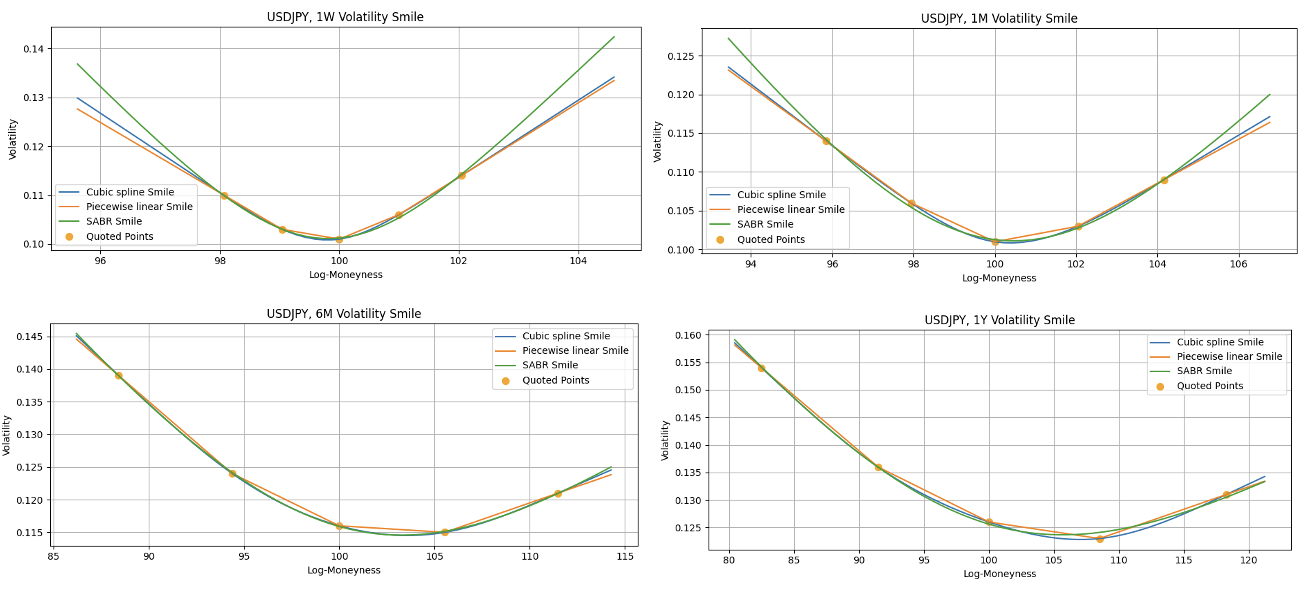 USDJPY, 1W Volatility Smile
0.14
0.13
0.12
0.11
0.10
Volatility
Cubic spline Smile
Piecewise linear Smile
SABR Smile
Quoted Points
96 98 100 102 104
Log-Moneyness
USDJPY, 1M Volatility Smile
0.125
0.120
0.115
0.110
0.105
0.100
Volatility
Cubic spline Smile
Piecewise linear Smile
SABR Smile
Quoted Points
94 96 98 100 102 104 106
Log-Moneyness
USDJPY, 6M Volatility Smile
0.145
0.140
0.135
0.130
0.125
0.120
0.115
Volatility
Cubic spline Smile
Piecewise linear Smile
SABR Smile
Quoted Points
85 90 95 100 105 110 115
Log-Moneyness
USDJPY, 1Y Volatility Smile
0.160
0.155
0.150
0.145
0.140
0.135
0.130
0.125
Volatility
Cubic spline Smile
Piecewise linear Smile
SABR Smile
Quoted Points
80 85 90 95 100 105 110 115 120
Log-Moneyness